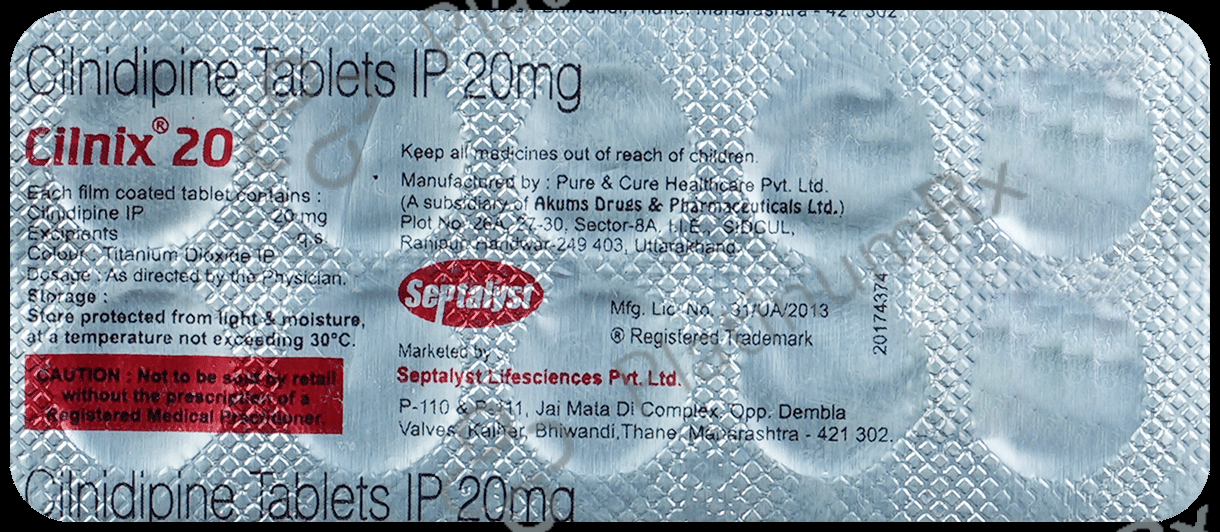 Bhiwandi, Thane, Maharashtra - 421 302
Cilnidipine Tablets IP 20mg
Cilnix® 20
Each film coated tablet contains :
Cilnidipine IP 20 mg
Excipients q.s.
Colour : Titanium Dioxide IP
Dosage : As directed by the Physician.
Storage :
Store protected from light & moisture,
at a temperature not exceeding 30°C.
CAUTION : Not to be sold by retail
without the prescription of a
Registered Medical Practitioner.
Keep all medicines out of reach of children.
Manufactured by : Pure & Cure Healthcare Pvt. Ltd.
(A subsidiary of Akums Drugs & Pharmaceuticals Ltd.)
Plot No. 26A, 27-30, Sector-8A, I.I.E., SIDCUL,
Ranipur, Haridwar-249 403, Uttarakhand.
Septalyst
Mfg. Lic. No. : 31/UA/2013
® Registered Trademark
20174374
Marketed by :
Septalyst Lifesciences Pvt. Ltd.
P-110 & P-111, Jai Mata Di Complex, Opp. Dembla
Valves, Kalher, Bhiwandi, Thane, Maharashtra - 421 302.
Cilnidipine Tablets IP 20mg
PlatinumRx